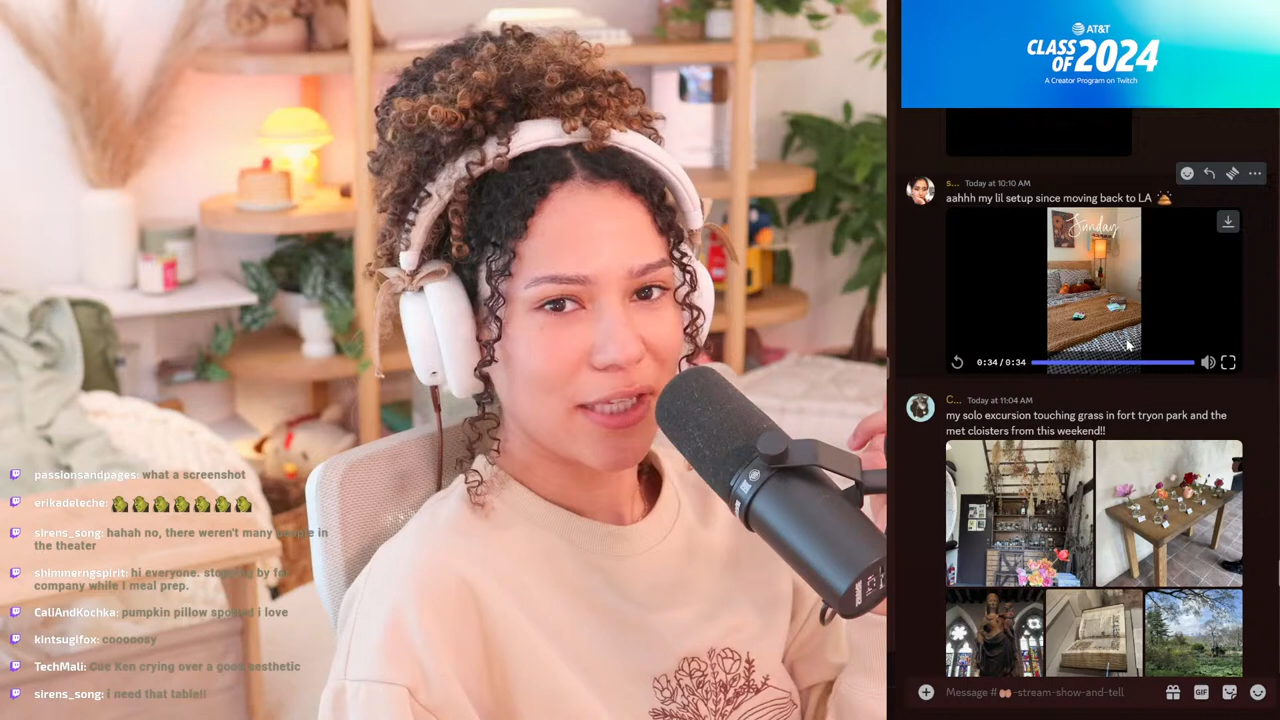 passionsandpages: what a screenshot
erikadeleche:
sirens_song: hahah no, there weren't many people in
the theater
shimmerngspirit: hi everyone. stopping by for
company while I meal prep.
CaliAndKochka: pumpkin pillow spotted i love
kintsugifox: cooooosy
TechMali: Cue Ken crying over a good aesthetic
sirens_song: i need that table!!
AT&T
CLASS
OF 2024
A Creator Program on Twitch
s... Today at 10:10 AM
aahhh my lil setup since moving back to LA
Sunday
0:34 / 0:34
C... Today at 11:04 AM
my solo excursion touching grass in fort tryon park and the
met cloisters from this weekend!!
GIF
Message # -stream-show-and-tell